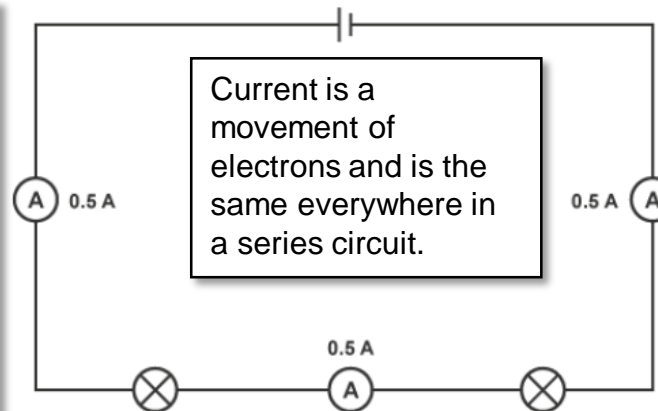 Current is a
movement of
electrons and is the
same everywhere in
a series circuit.
A 0.5 A
0.5 A A
0.5 A
A